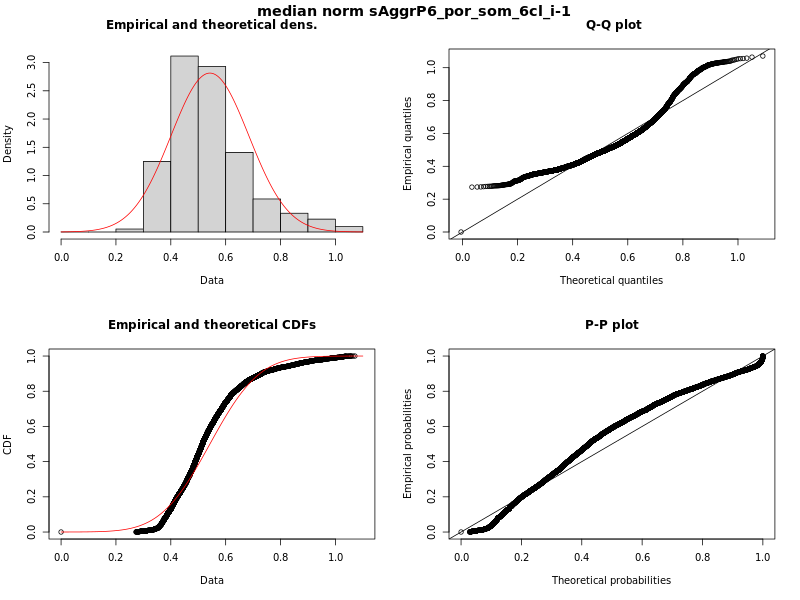 median norm sAggrP6_por_som_6cl_i-1
Empirical and theoretical dens.
Density
0.0 0.5 1.0 1.5 2.0 2.5 3.0
0.0 0.2 0.4 0.6 0.8 1.0
Data
Q-Q plot
Empirical quantiles
0.0 0.2 0.4 0.6 0.8 1.0
0.0 0.2 0.4 0.6 0.8 1.0
Theoretical quantiles
Empirical and theoretical CDFs
CDF
0.0 0.2 0.4 0.6 0.8 1.0
0.0 0.2 0.4 0.6 0.8 1.0
Data
P-P plot
Empirical probabilities
0.0 0.2 0.4 0.6 0.8 1.0
0.0 0.2 0.4 0.6 0.8 1.0
Theoretical probabilities